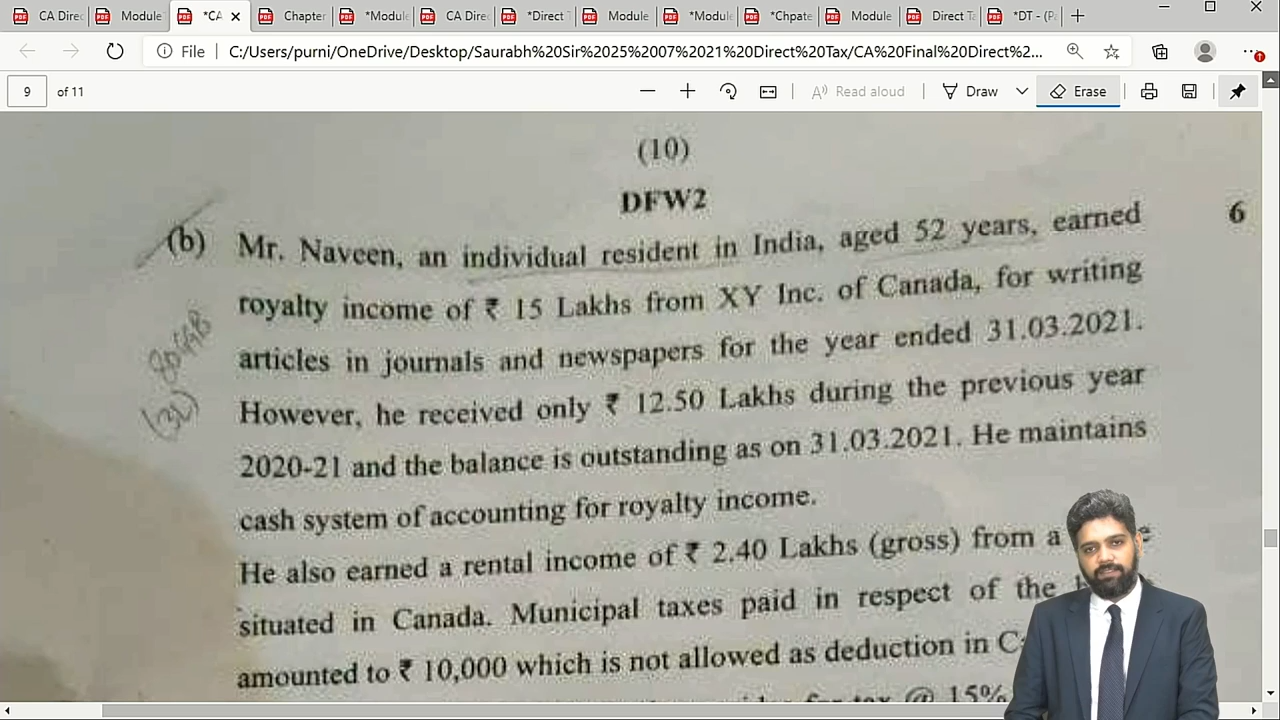 CA Direc
Module
*CA
Chapter
*Modul
CA Dire
*Direct T
Module
*Modul
*Chpate
Module
Direct Ta
*DT - (Pa
File
C:/Users/purni/OneDrive/Desktop/Saurabh%20Sir%2025%2007%2021%20Direct%20Tax/CA%20Final%20Direct%2...
9 of 11
Read aloud
Draw
Erase
(10)
DFW2
(b) Mr. Naveen, an individual resident in India, aged 52 years, earned 6
royalty income of ₹ 15 Lakhs from XY Inc. of Canada, for writing
articles in journals and newspapers for the year ended 31.03.2021.
However, he received only ₹ 12.50 Lakhs during the previous year
2020-21 and the balance is outstanding as on 31.03.2021. He maintains
cash system of accounting for royalty income.
He also earned a rental income of ₹ 2.40 Lakhs (gross) from a
situated in Canada. Municipal taxes paid in respect of the
amounted to ₹ 10,000 which is not allowed as deduction in
for tax @ 15%
(3L)